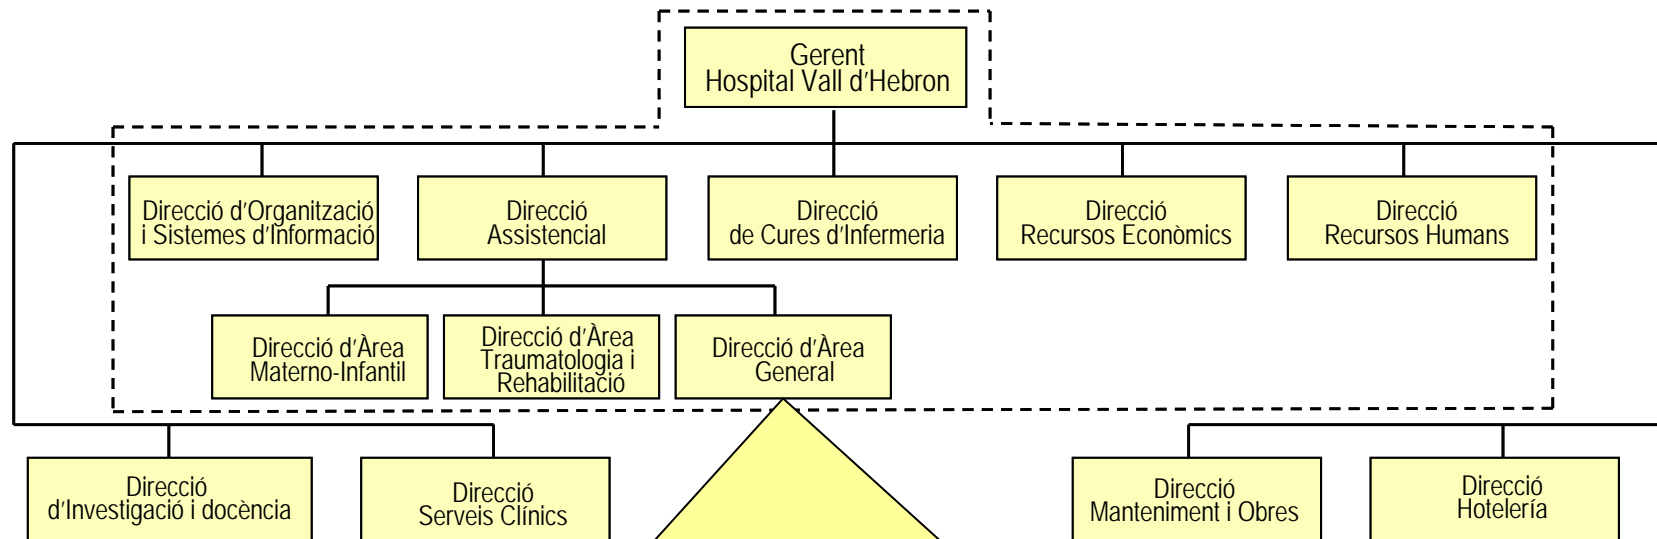 Gerent
Hospital Vall d'Hebron
Direcció d'Organització
i Sistemes d'Informació
Direcció
Assistencial
Direcció
de Cures d'Infermeria
Direcció
Recursos Econòmics
Direcció
Recursos Humans
Direcció d'Àrea
Materno-Infantil
Direcció d'Àrea
Traumatologia i
Rehabilitació
Direcció d'Àrea
General
Direcció
d'Investigació i docència
Direcció
Serveis Clínics
Direcció
Manteniment i Obres
Direcció
Hotelería